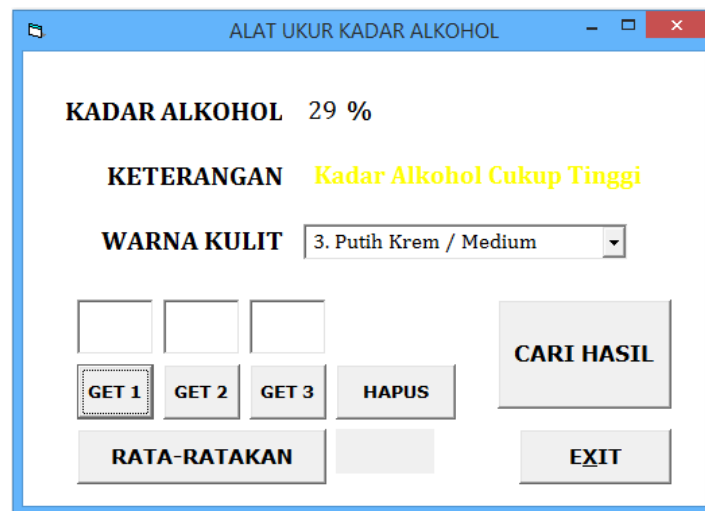 ALAT UKUR KADAR ALKOHOL
KADAR ALKOHOL 29 %
KETERANGAN Kadar Alkohol Cukup Tinggi
WARNA KULIT 3. Putih Krem / Medium
CARI HASIL
GET 1 GET 2 GET 3 HAPUS
RATA-RATAKAN EXIT